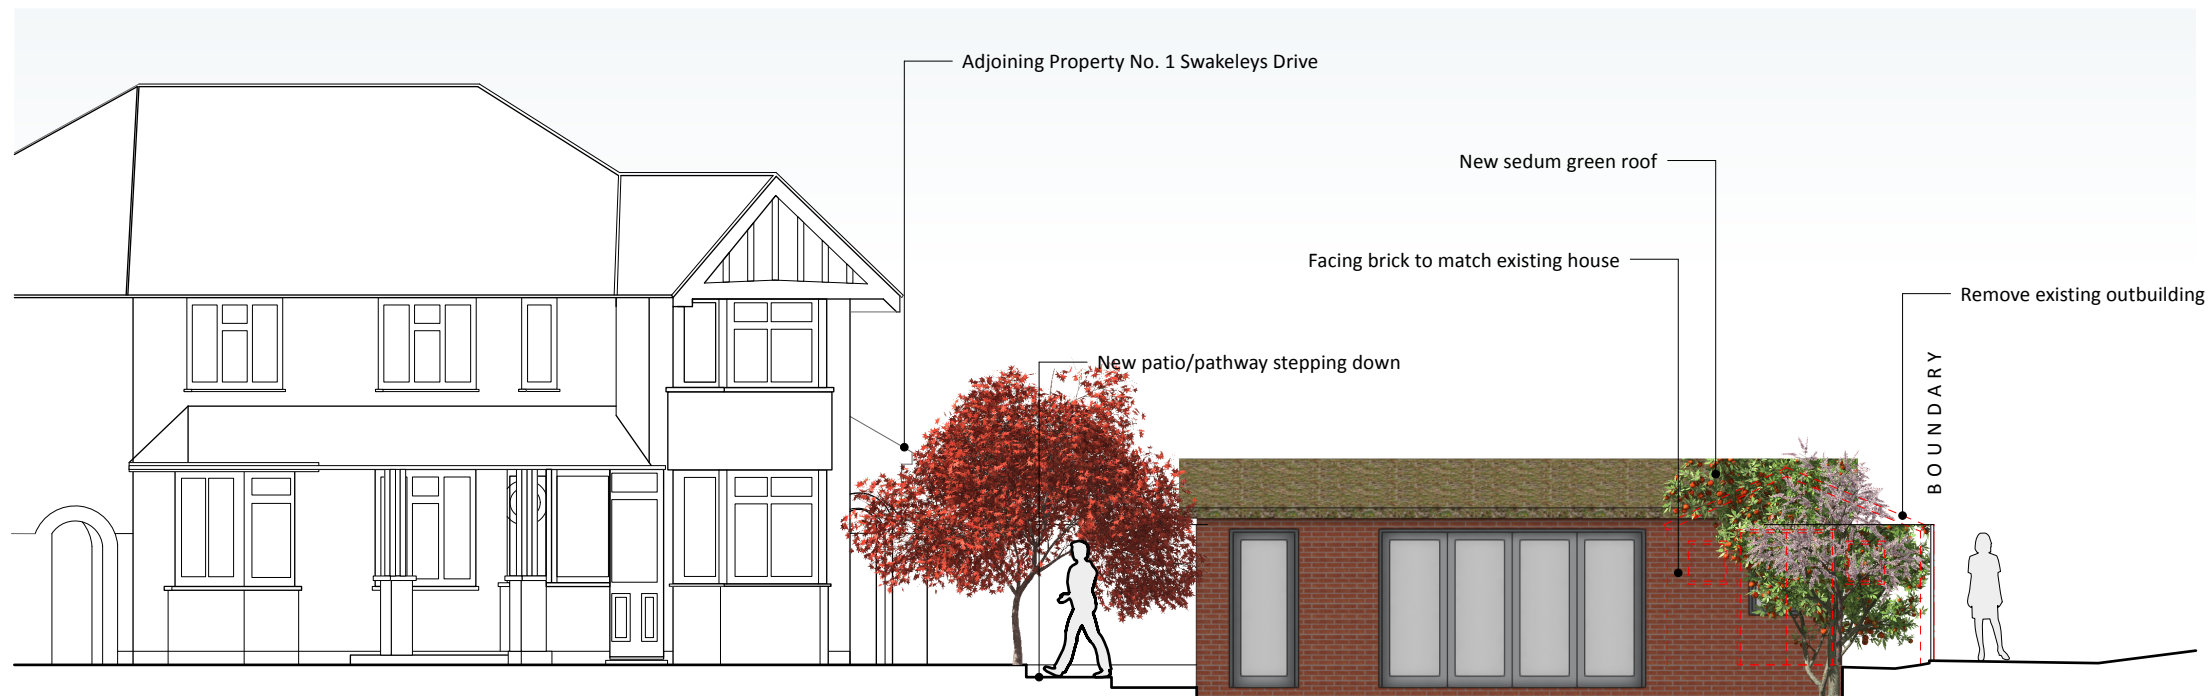 Adjoining Property No. 1 Swakeleys Drive
New sedum green roof
Facing brick to match existing house
Remove existing outbuilding
New patio/pathway stepping down
BOUNDARY